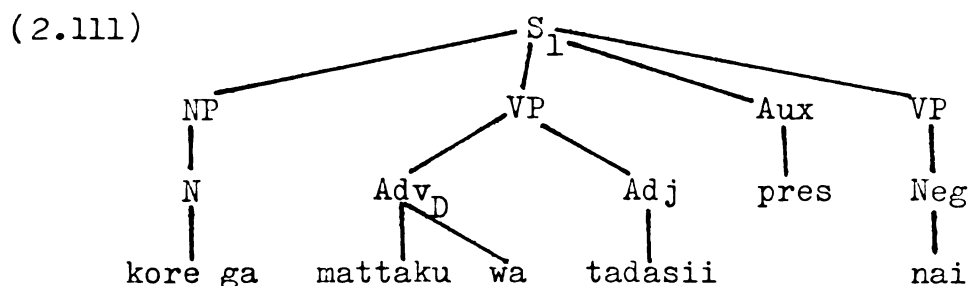 (2.111) S1
NP VP Aux VP
N AdvD Adj pres Neg
kore ga mattaku wa tadasii nai